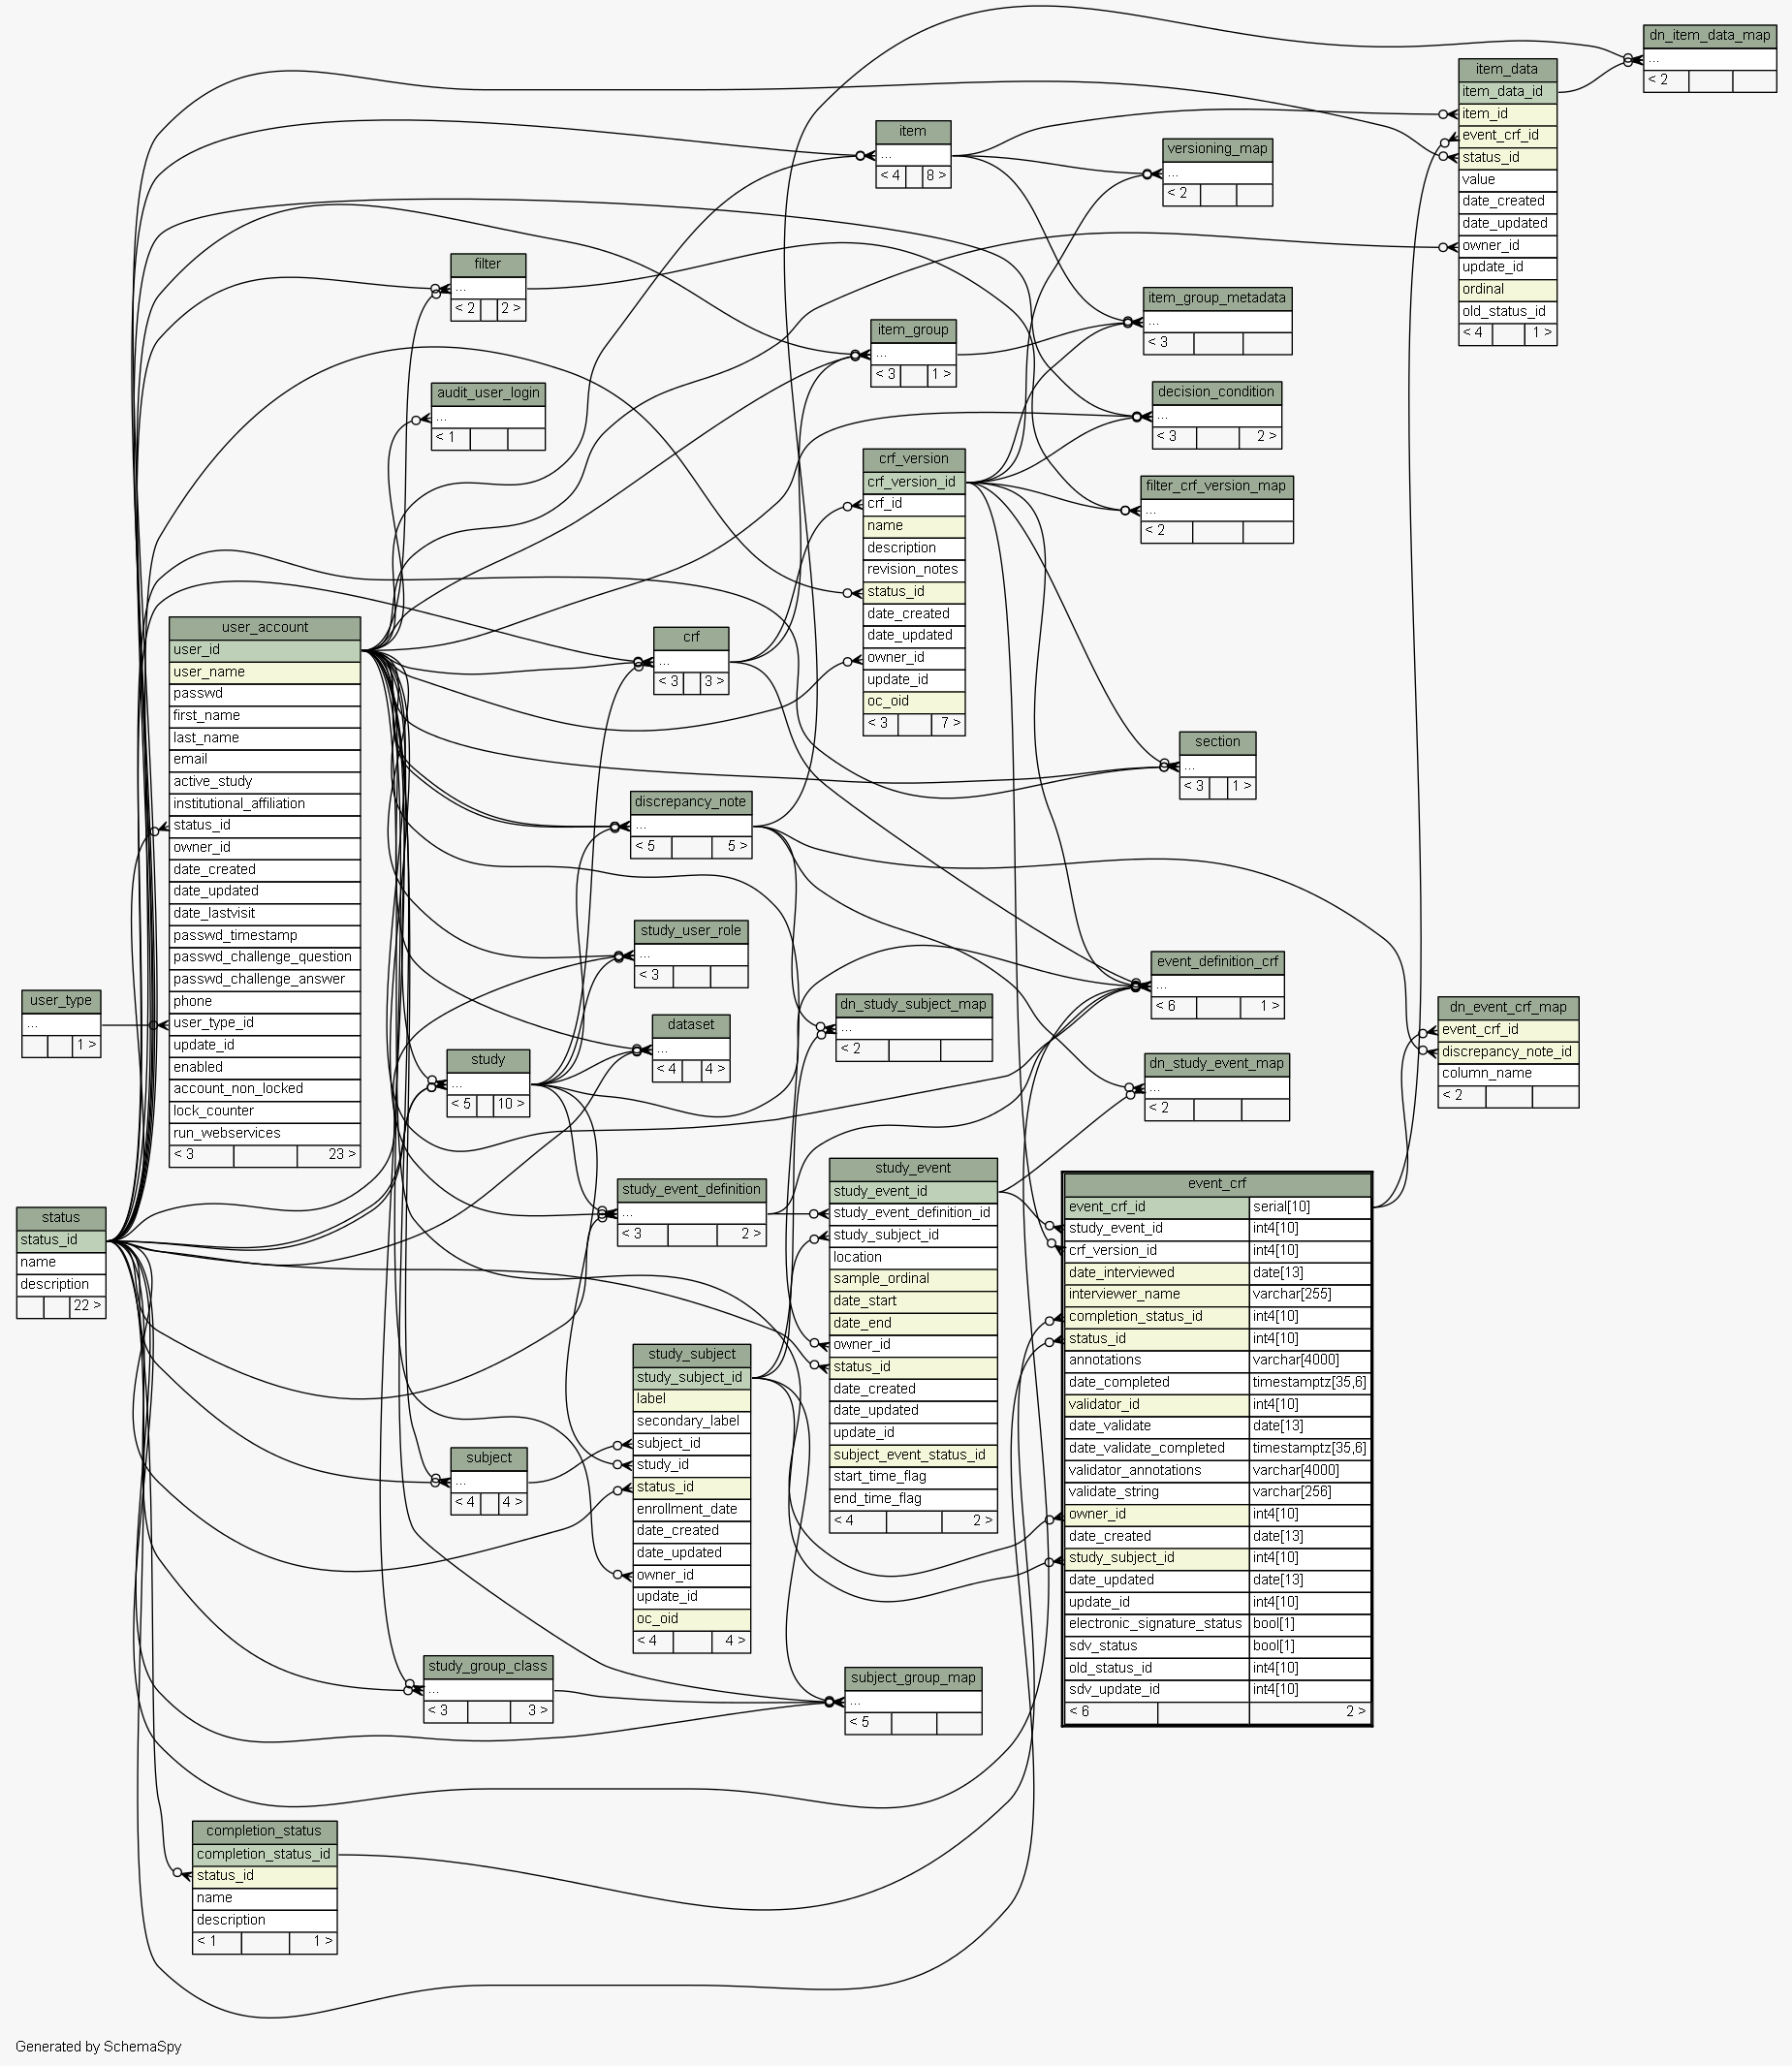 dn_item_data_map
...
< 2
item_data
item_data_id
item_id
event_crf_id
status_id
value
date_created
date_updated
owner_id
update_id
ordinal
old_status_id
< 4 1 >
item
...
< 4 8 >
versioning_map
...
< 2
filter
...
< 2 2 >
item_group_metadata
...
< 3
item_group
...
< 3 1 >
audit_user_login
...
< 1
decision_condition
...
< 3 2 >
crf_version
crf_version_id
crf_id
name
description
revision_notes
status_id
date_created
date_updated
owner_id
update_id
oc_oid
< 3 7 >
filter_crf_version_map
...
< 2
user_account
user_id
user_name
passwd
first_name
last_name
email
active_study
institutional_affiliation
status_id
owner_id
date_created
date_updated
date_lastvisit
passwd_timestamp
passwd_challenge_question
passwd_challenge_answer
phone
user_type_id
update_id
enabled
account_non_locked
lock_counter
run_webservices
< 3 23 >
crf
...
< 3 3 >
section
...
< 3 1 >
discrepancy_note
...
< 5 5 >
study_user_role
...
< 3
event_definition_crf
...
< 6 1 >
user_type
...
1 >
dn_study_subject_map
...
< 2
dn_event_crf_map
event_crf_id
discrepancy_note_id
column_name
< 2
dataset
...
< 4 4 >
study
...
< 5 10 >
dn_study_event_map
...
< 2
study_event
study_event_id
study_event_definition_id
study_subject_id
location
sample_ordinal
date_start
date_end
owner_id
status_id
date_created
date_updated
update_id
subject_event_status_id
start_time_flag
end_time_flag
< 4 2 >
event_crf
event_crf_id serial[10]
study_event_id int4[10]
crf_version_id int4[10]
date_interviewed date[13]
interviewer_name varchar[255]
completion_status_id int4[10]
status_id int4[10]
annotations varchar[4000]
date_completed timestamptz[35,6]
validator_id int4[10]
date_validate date[13]
date_validate_completed timestamptz[35,6]
validator_annotations varchar[4000]
validate_string varchar[256]
owner_id int4[10]
date_created date[13]
study_subject_id int4[10]
date_updated date[13]
update_id int4[10]
electronic_signature_status bool[1]
sdv_status bool[1]
old_status_id int4[10]
sdv_update_id int4[10]
< 6 2 >
study_event_definition
...
< 3 2 >
status
status_id
name
description
22 >
study_subject
study_subject_id
label
secondary_label
subject_id
study_id
status_id
enrollment_date
date_created
date_updated
owner_id
update_id
oc_oid
< 4 4 >
subject
...
< 4 4 >
study_group_class
...
< 3 3 >
subject_group_map
...
< 5
completion_status
completion_status_id
status_id
name
description
< 1 1 >
Generated by SchemaSpy